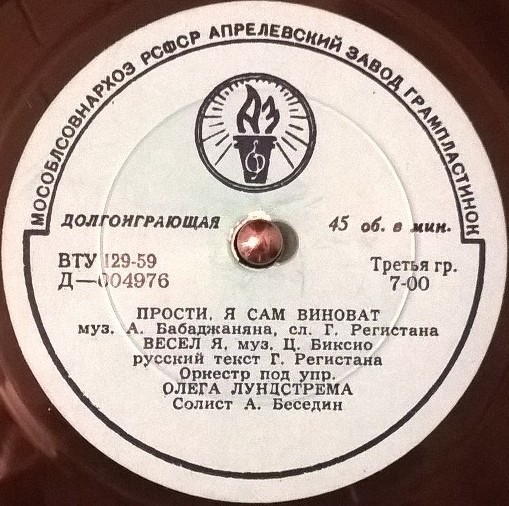 МОСОБЛСОВНАРХОЗ РСФСР АПРЕЛЕВСКИЙ ЗАВОД ГРАМПЛАСТИНОК
АЗ
ДОЛГОИГРАЮЩАЯ 45 об. в мин.
ВТУ 129-59 Третья гр.
Д—004976 7-00
ПРОСТИ, Я САМ ВИНОВАТ
муз. А. Бабаджаняна, сл. Г. Регистана
ВЕСЕЛ Я, муз. Ц. Биксио
русский текст Г. Регистана
Оркестр под упр.
ОЛЕГА ЛУНДСТРЕМА
Солист А. Беседин